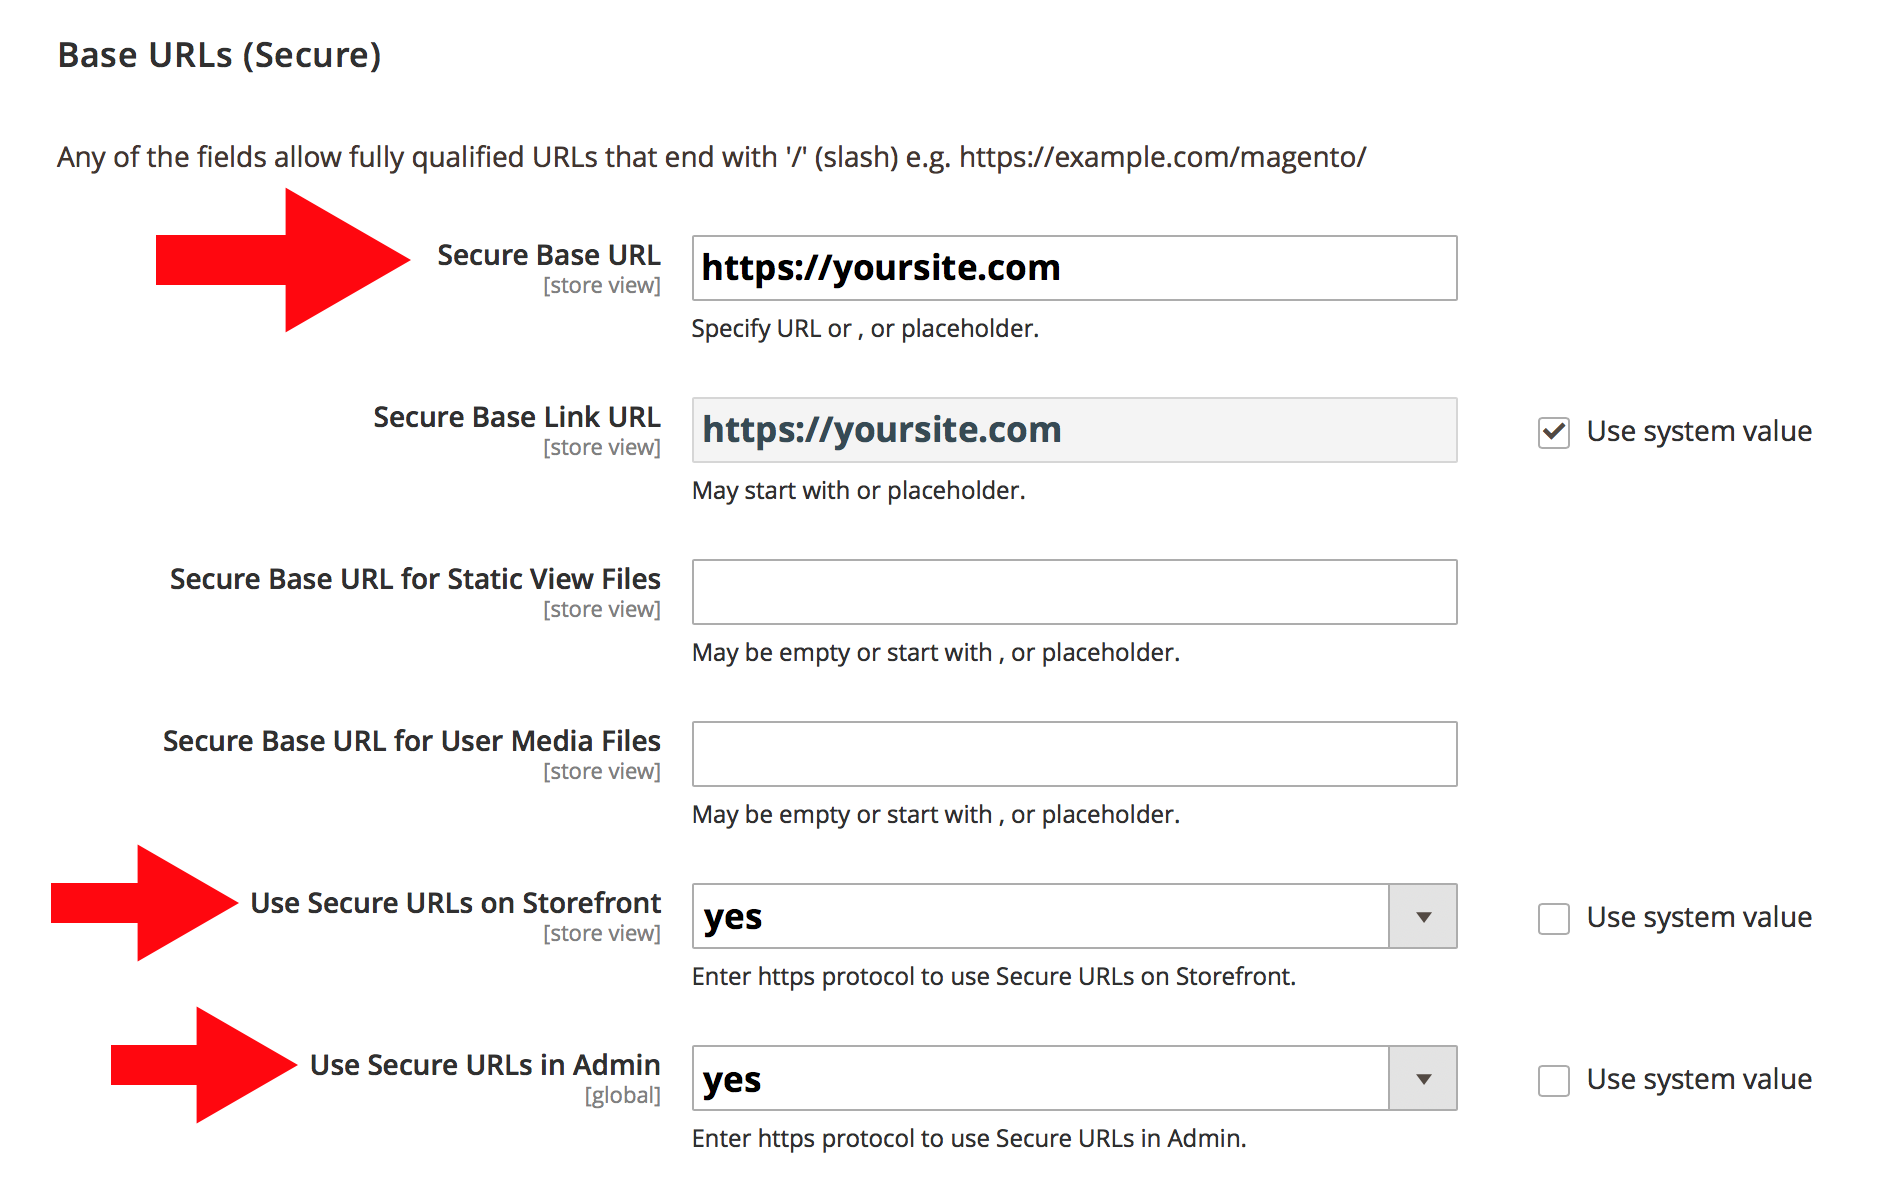 Base URLs (Secure)
Any of the fields allow fully qualified URLs that end with '/' (slash) e.g. https://example.com/magento/
Secure Base URL
[store view]
https://yoursite.com
Specify URL or , or placeholder.
Secure Base Link URL
[store view]
https://yoursite.com
Use system value
May start with or placeholder.
Secure Base URL for Static View Files
[store view]
May be empty or start with , or placeholder.
Secure Base URL for User Media Files
[store view]
May be empty or start with , or placeholder.
Use Secure URLs on Storefront
[store view]
yes
Use system value
Enter https protocol to use Secure URLs on Storefront.
Use Secure URLs in Admin
[global]
yes
Use system value
Enter https protocol to use Secure URLs in Admin.